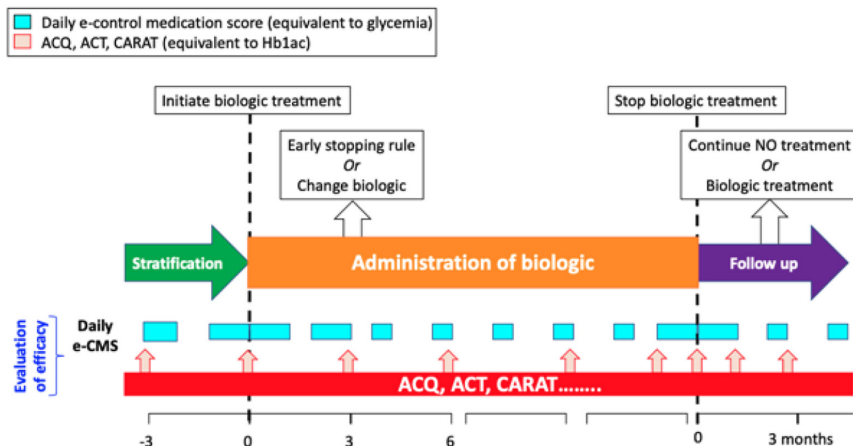 Daily e-control medication score (equivalent to glycemia)
ACQ, ACT, CARAT (equivalent to Hb1ac)
Initiate biologic treatment
Stop biologic treatment
Early stopping rule
Or
Change biologic
Continue NO treatment
Or
Biologic treatment
Stratification
Administration of biologic
Follow up
Evaluation
of efficacy
Daily
e-CMS
ACQ, ACT, CARAT........
-3 0 3 6 0 3 months